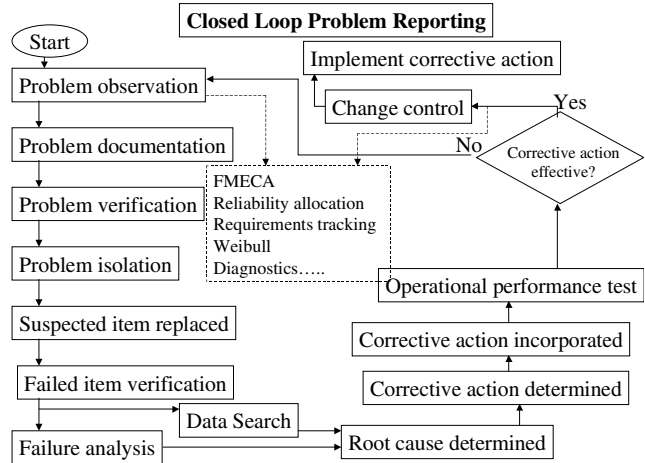 Closed Loop Problem Reporting
Start
Problem observation
Problem documentation
Problem verification
Problem isolation
Suspected item replaced
Failed item verification
Data Search
Failure analysis
Root cause determined
Corrective action determined
Corrective action incorporated
Operational performance test
Corrective action
effective?
Yes
No
Change control
Implement corrective action
FMECA
Reliability allocation
Requirements tracking
Weibull
Diagnostics…..